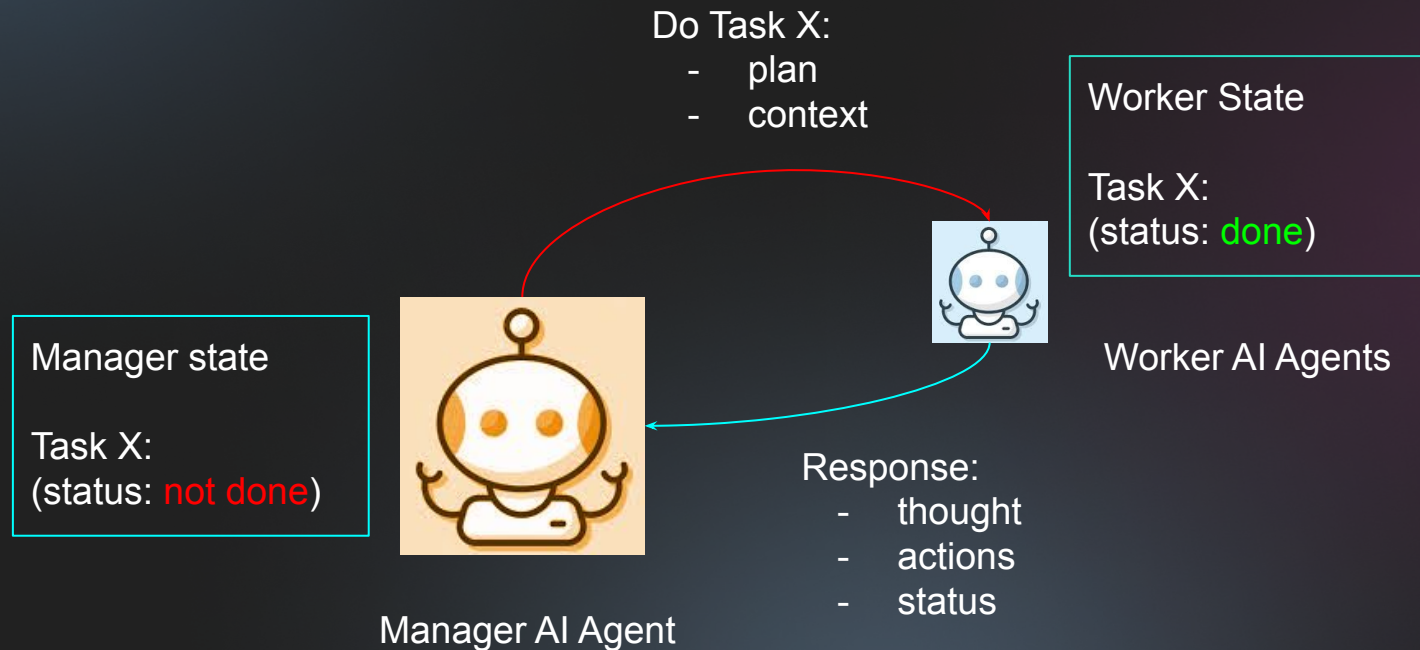 Do Task X:
- plan
- context
Worker State
Task X:
(status: done)
Worker AI Agents
Manager state
Task X:
(status: not done)
Response:
- thought
- actions
- status
Manager AI Agent